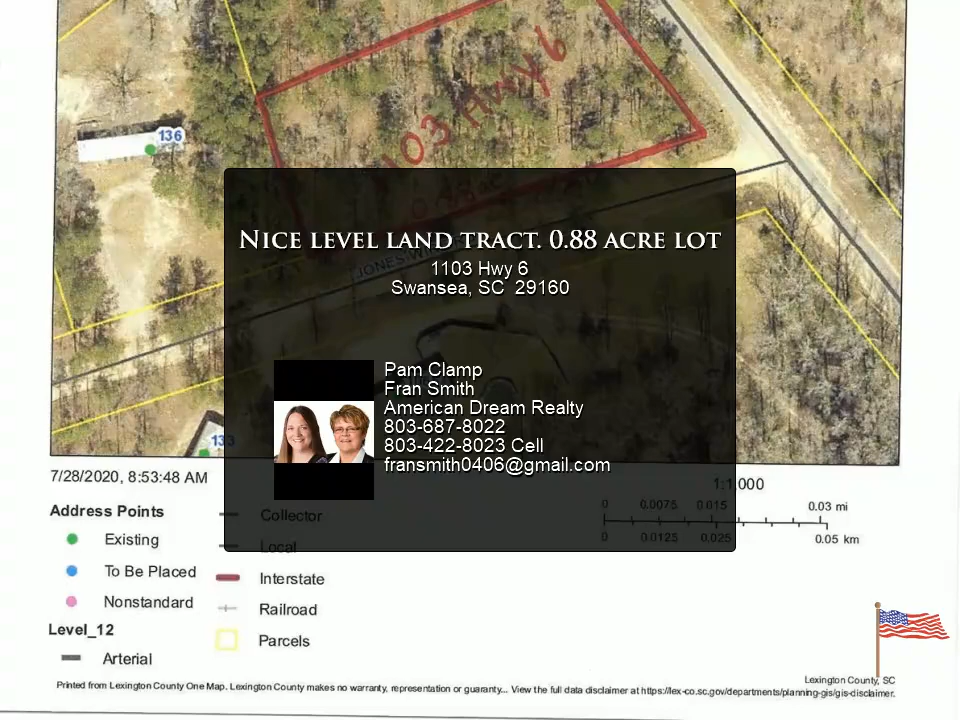 1103 Hwy 6
136
NICE LEVEL LAND TRACT. 0.88 ACRE LOT
1103 Hwy 6
Swansea, SC 29160
Pam Clamp
Fran Smith
American Dream Realty
803-687-8022
803-422-8023 Cell
fransmith0406@gmail.com
133
7/28/2020, 8:53:48 AM
1:1,000
0 0.0075 0.015 0.03 mi
0 0.0125 0.025 0.05 km
Address Points
Existing
To Be Placed
Nonstandard
Level_12
Arterial
Collector
Local
Interstate
Railroad
Parcels
Lexington County, SC
Printed from Lexington County One Map. Lexington County makes no warranty, representation or guaranty... View the full data disclaimer at https://lex-co.sc.gov/departments/planning-gis/gis-disclaimer.